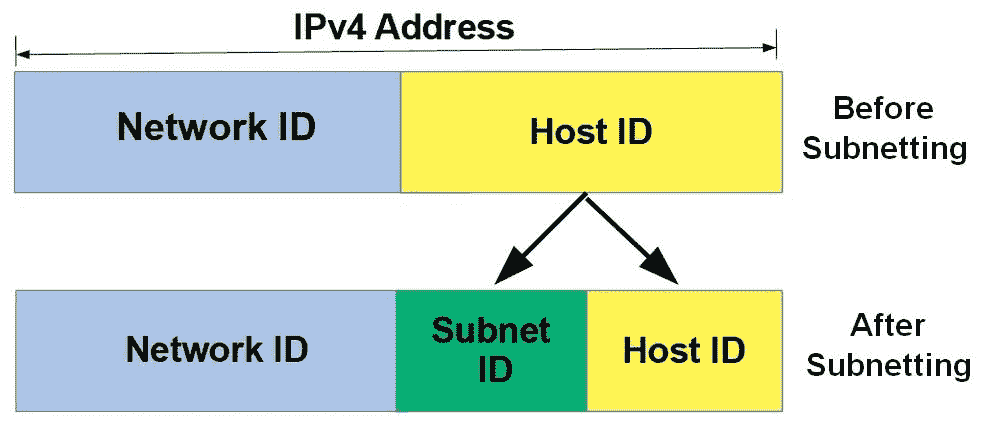 IPv4 Address
Network ID
Host ID
Before
Subnetting
Network ID
Subnet
ID
Host ID
After
Subnetting